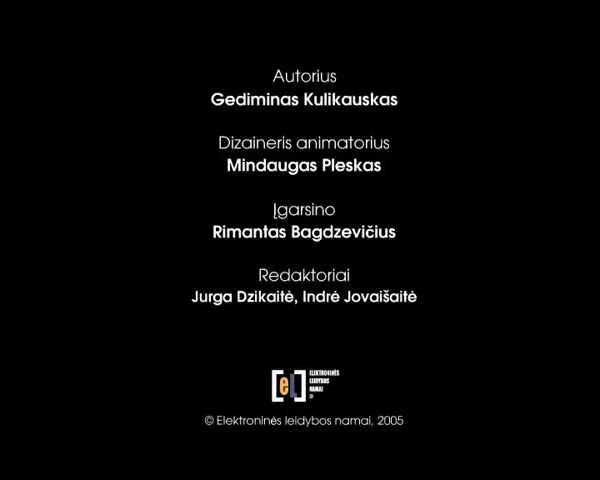 Autorius
Gediminas Kulikauskas
Dizaineris animatorius
Mindaugas Pleskas
Įgarsino
Rimantas Bagdzevičius
Redaktoriai
Jurga Dzikaitė, Indrė Jovaišaitė
[eL]
ELEKTRONINĖS
LEIDYBOS
NAMAI
®
© Elektroninės leidybos namai, 2005